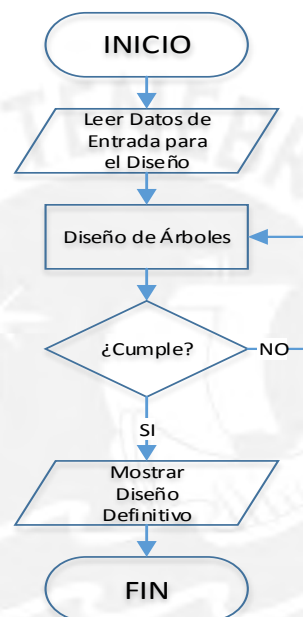 INICIO
Leer Datos de
Entrada para
el Diseño
Diseño de Árboles
¿Cumple?
NO
SI
Mostrar
Diseño
Definitivo
FIN